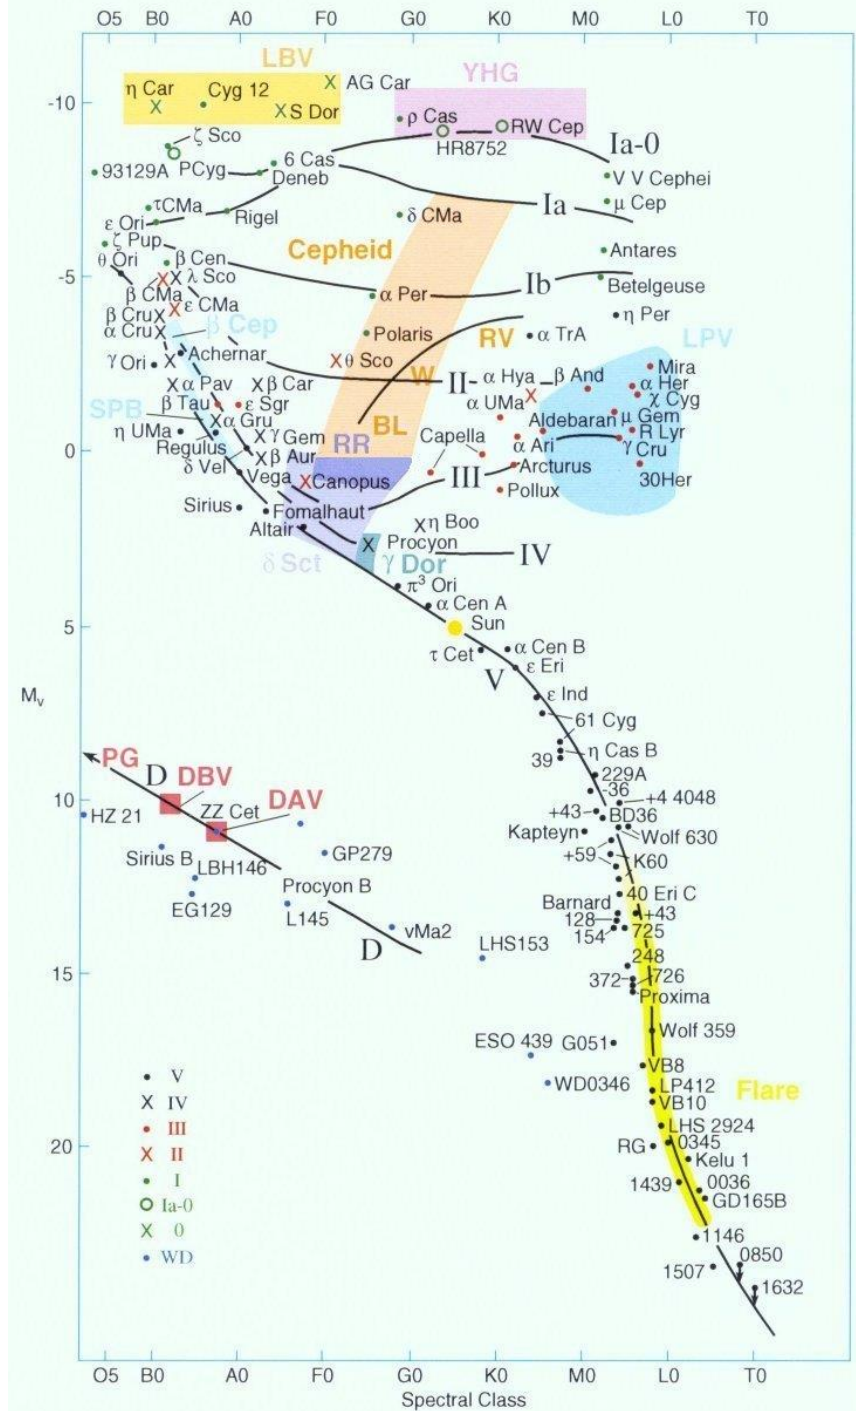 O5 B0 A0 F0 G0 K0 M0 L0 T0
LBV
YHG
η Car
Cyg 12
AG Car
-10
S Dor
ρ Cas
RW Cep
ζ Sco
HR8752
Ia-0
93129A
PCyg
6 Cas
Deneb
V V Cephei
τCMa
Rigel
Ia
μ Cep
ε Ori
δ CMa
ζ Pup
Cepheid
Antares
θ Ori
β Cen
-5
λ Sco
Ib
Betelgeuse
β CMa
ε CMa
α Per
β Cru
β Cep
η Per
α Cru
Polaris
RV
α TrA
LPV
Achernar
γ Ori
θ Sco
Mira
W
II
α Hya
β And
α Her
α Pav
β Car
χ Cyg
SPB
β Tau
ε Sgr
α UMa
Aldebaran
μ Gem
α Gru
BL
η UMa
γ Gem
RR
Capella
R Lyr
Regulus
α Ari
γ Cru
0
δ Vel
β Aur
Vega
Canopus
III
Arcturus
30Her
Pollux
Sirius
Fomalhaut
Altair
η Boo
Procyon
IV
δ Sct
γ Dor
π³ Ori
α Cen A
5
Sun
τ Cet
α Cen B
V
ε Eri
ε Ind
Mv
61 Cyg
39
η Cas B
PG
D
DBV
229A
-36
10
ZZ Cet
DAV
+4 4048
HZ 21
+43
BD36
Kapteyn
Wolf 630
Sirius B
GP279
+59
K60
LBH146
Procyon B
40 Eri C
EG129
Barnard
+43
L145
128
vMa2
154
725
D
LHS153
248
15
372
726
Proxima
ESO 439
G051
Wolf 359
VB8
WD0346
LP412
Flare
VB10
V
IV
III
II
I
Ia-0
0
WD
LHS 2924
20
RG
0345
Kelu 1
1439
0036
GD165B
1146
0850
1507
1632
O5 B0 A0 F0 G0 K0 M0 L0 T0
Spectral Class